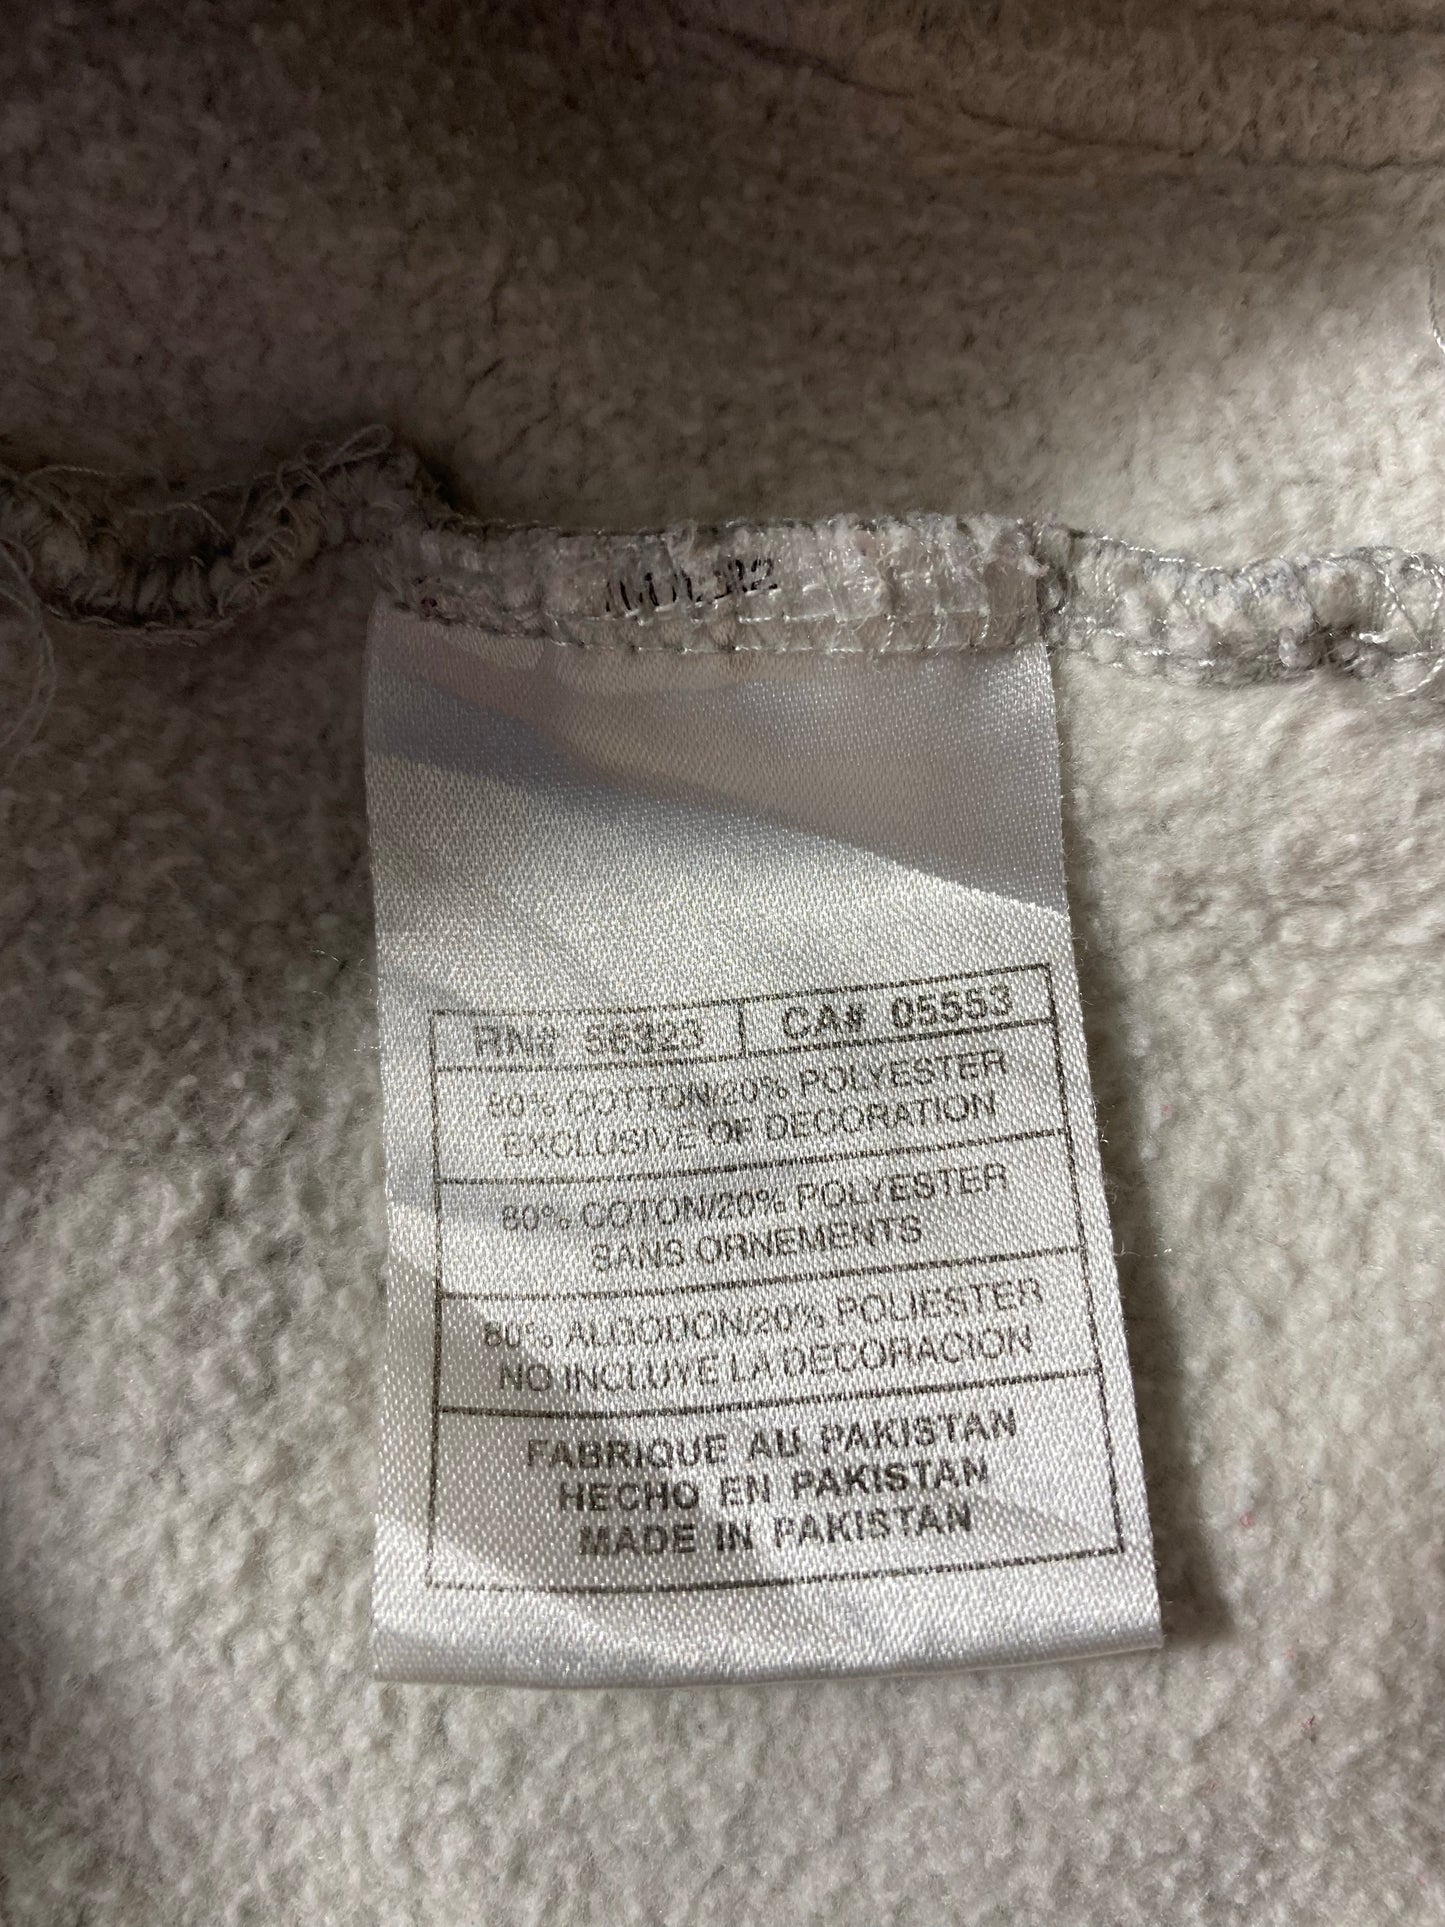 RN# 56323 CA# 05553
80% COTTON/20% POLYESTER
EXCLUSIVE OF DECORATION
80% COTON/20% POLYESTER
SANS ORNEMENTS
80% ALGODON/20% POLIESTER
NO INCLUYE LA DECORACION
FABRIQUE AU PAKISTAN
HECHO EN PAKISTAN
MADE IN PAKISTAN